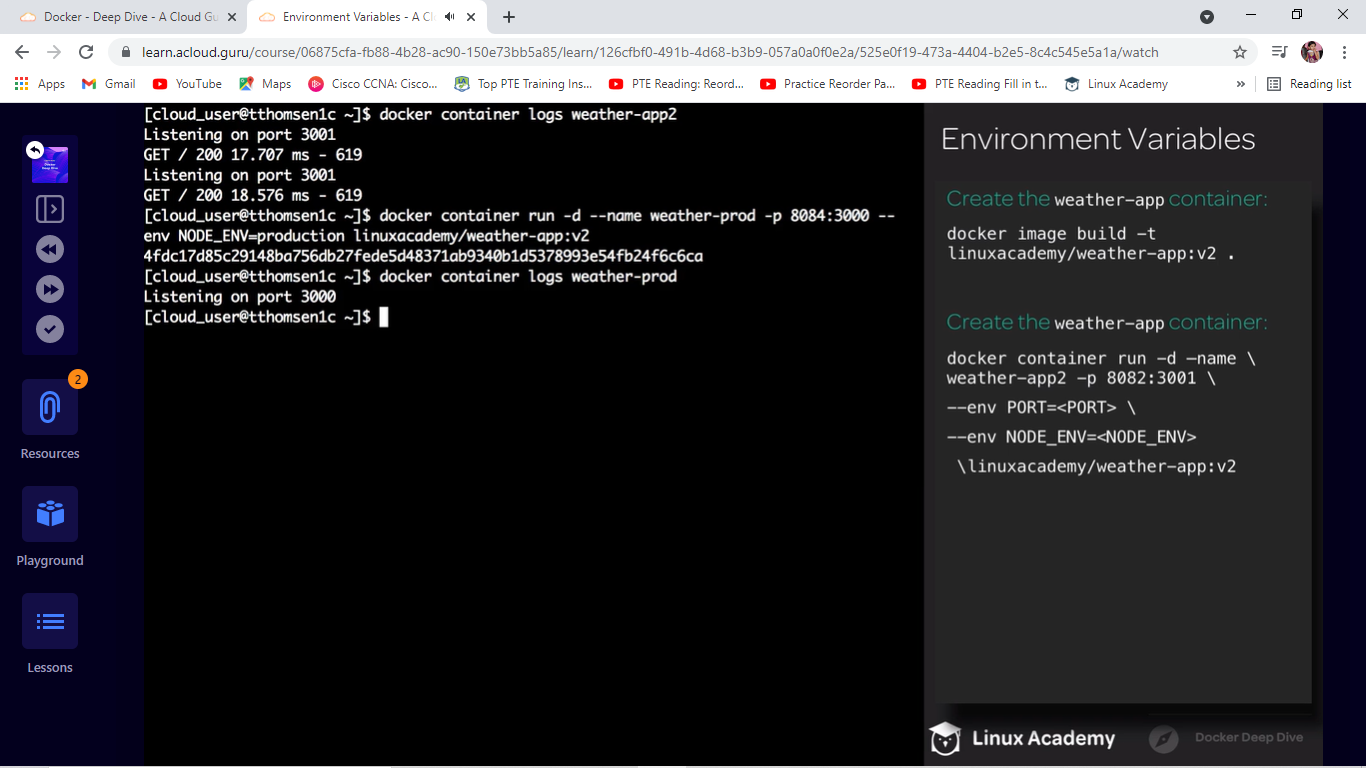 Docker - Deep Dive - A Cloud Gu
Environment Variables - A Cl
learn.acloud.guru/course/06875cfa-fb88-4b28-ac90-150e73bb5a85/learn/126cfbf0-491b-4d68-b3b9-057a0a0f0e2a/525e0f19-473a-4404-b2e5-8c4c545e5a1a/watch
Apps Gmail YouTube Maps Cisco CCNA: Cisco... Top PTE Training Ins... PTE Reading: Reord... Practice Reorder Pa... PTE Reading Fill in t... Linux Academy » Reading list
Docker
Deep Dive
2
Resources
Playground
Lessons
[cloud_user@tthomsen1c ~]$ docker container logs weather-app2
Listening on port 3001
GET / 200 17.707 ms - 619
Listening on port 3001
GET / 200 18.576 ms - 619
[cloud_user@tthomsen1c ~]$ docker container run -d --name weather-prod -p 8084:3000 --
env NODE_ENV=production linuxacademy/weather-app:v2
4fdc17d85c29148ba756db27fede5d48371ab9340b1d5378993e54fb24f6c6ca
[cloud_user@tthomsen1c ~]$ docker container logs weather-prod
Listening on port 3000
[cloud_user@tthomsen1c ~]$
Environment Variables
Create the weather-app container:
docker image build -t
linuxacademy/weather-app:v2 .
Create the weather-app container:
docker container run -d -name \
weather-app2 -p 8082:3001 \
--env PORT=<PORT> \
--env NODE_ENV=<NODE_ENV>
\linuxacademy/weather-app:v2
Linux Academy
Docker Deep Dive